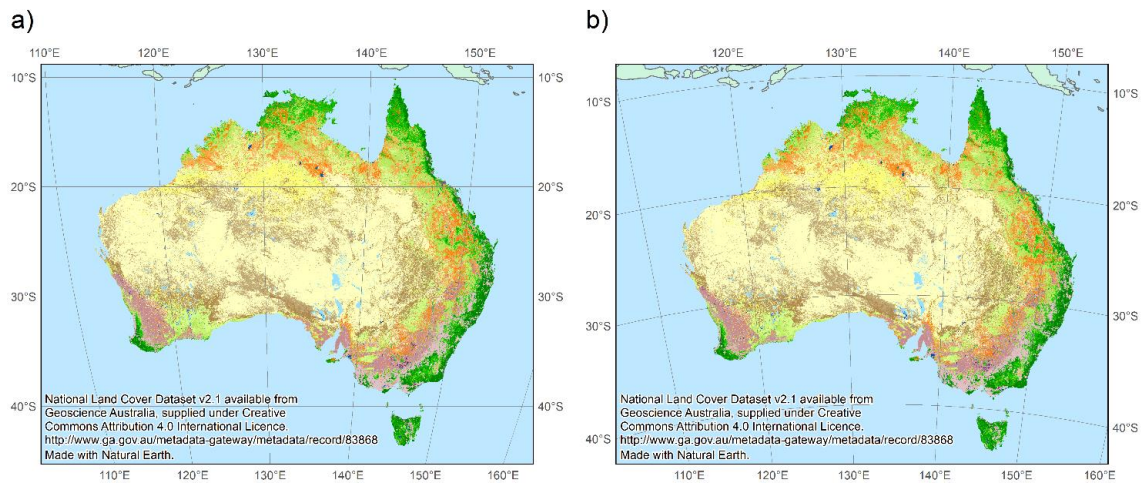 a)
110°E 120°E 130°E 140°E 150°E
10°S
20°S
30°S
40°S
National Land Cover Dataset v2.1 available from
Geoscience Australia, supplied under Creative
Commons Attribution 4.0 International Licence.
http://www.ga.gov.au/metadata-gateway/metadata/record/83868
Made with Natural Earth.
110°E 120°E 130°E 140°E 150°E 160°E
b)
120°E 130°E 140°E 150°E
10°S 10°S
20°S 20°S
30°S 30°S
40°S 40°S
National Land Cover Dataset v2.1 available from
Geoscience Australia, supplied under Creative
Commons Attribution 4.0 International Licence.
http://www.ga.gov.au/metadata-gateway/metadata/record/83868
Made with Natural Earth.
110°E 120°E 130°E 140°E 150°E 160°E